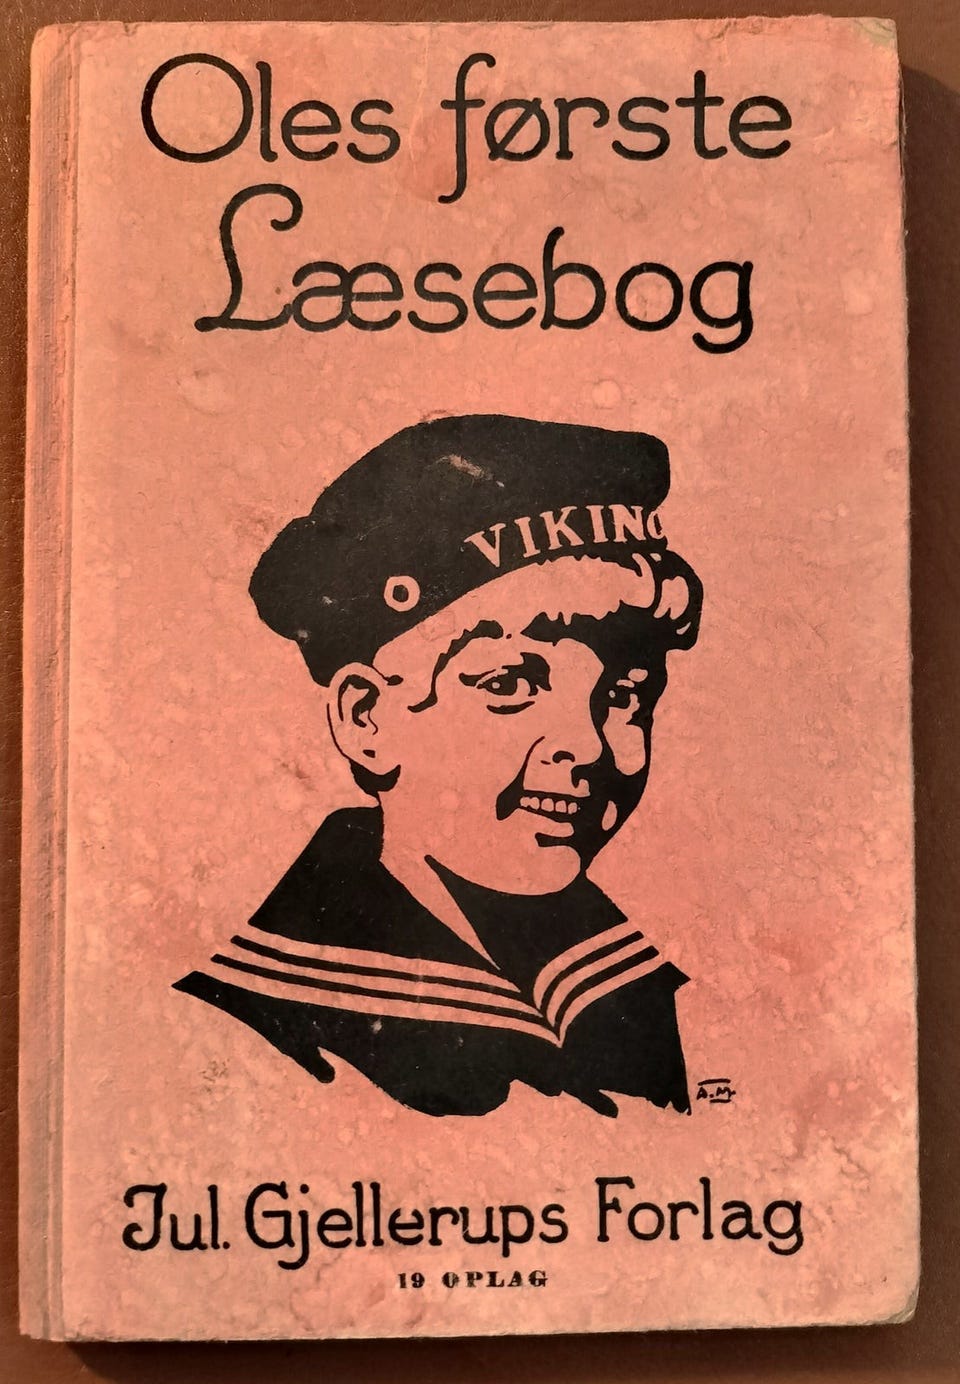 Oles første
Læsebog
VIKING
A.M.
Jul. Gjellerups Forlag
19 OPLAG